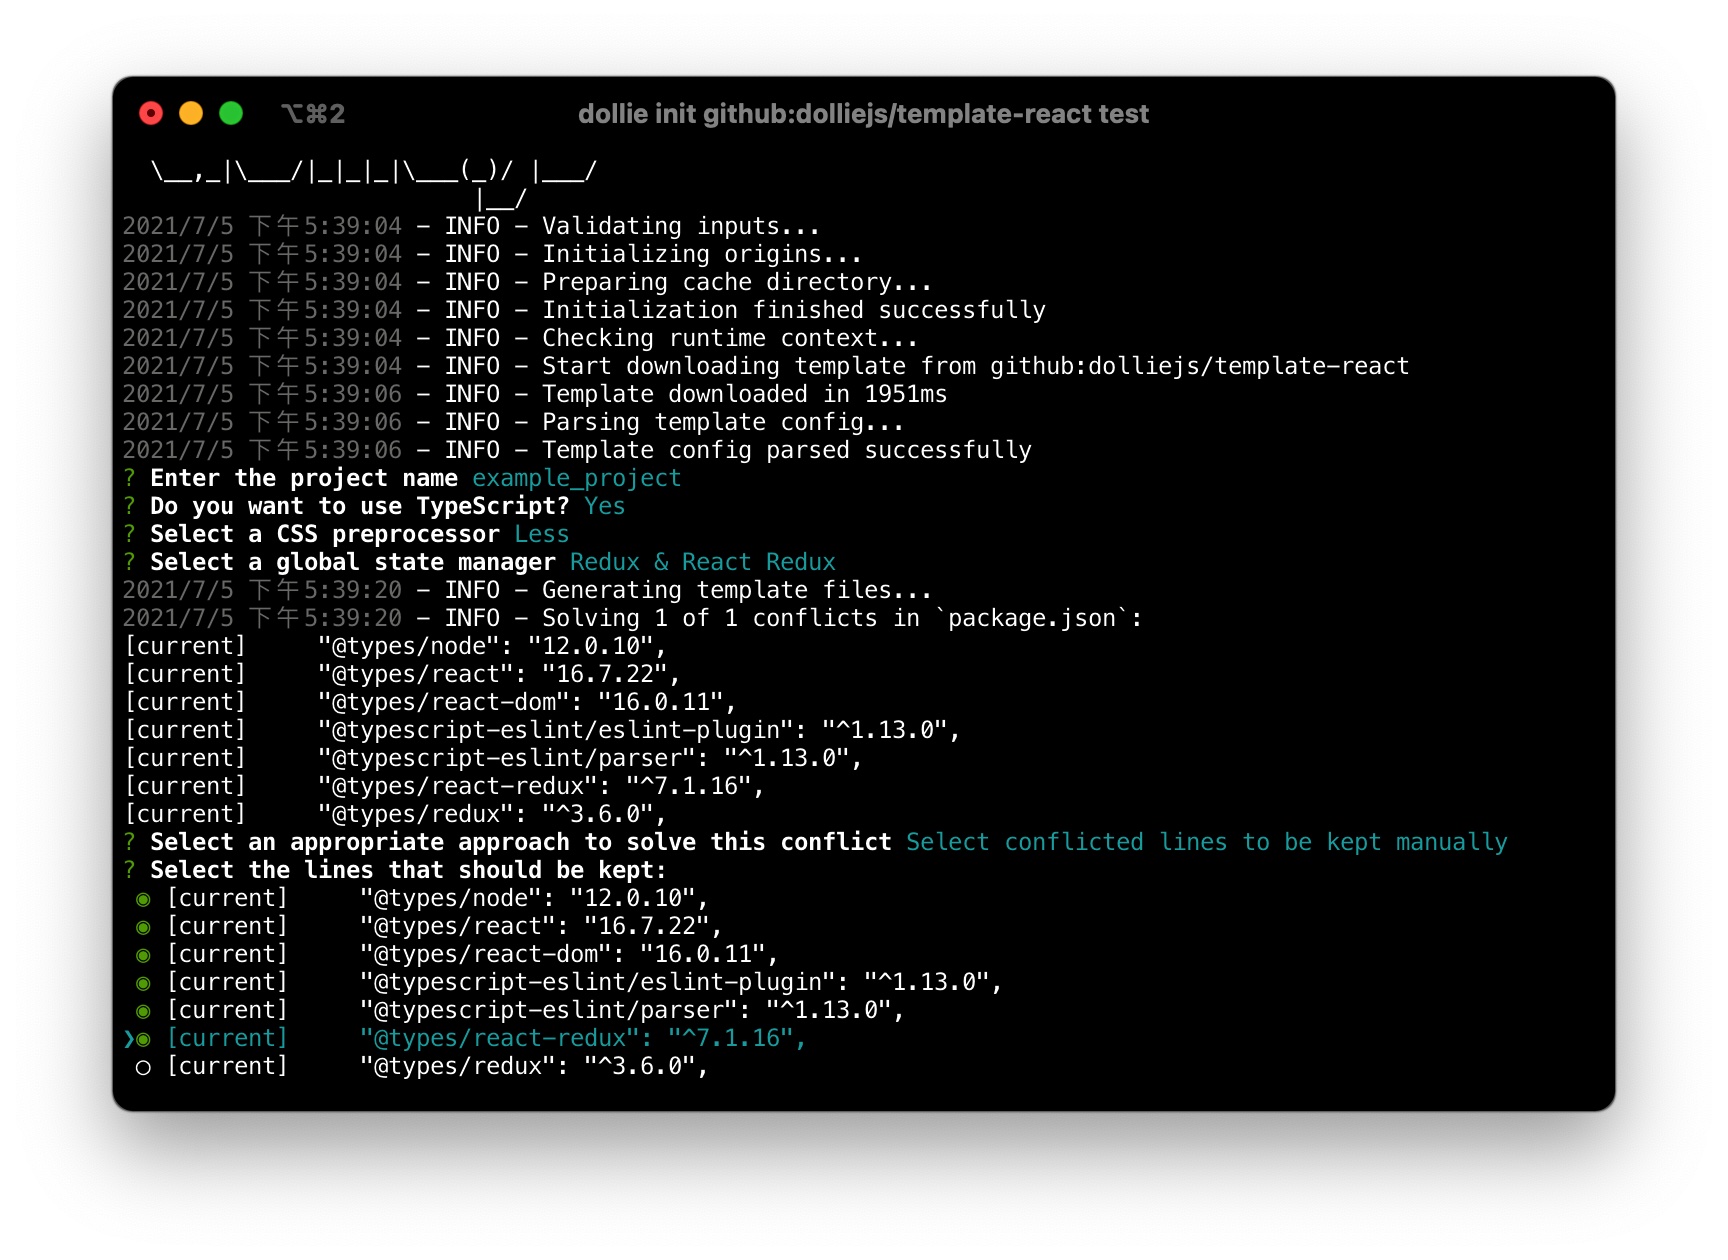 ⌥⌘2
dollie init github:dolliejs/template-react test
\__,_|\___/|_|_|_|\___(_)/ |___/
|__/
2021/7/5 下午5:39:04 - INFO - Validating inputs...
2021/7/5 下午5:39:04 - INFO - Initializing origins...
2021/7/5 下午5:39:04 - INFO - Preparing cache directory...
2021/7/5 下午5:39:04 - INFO - Initialization finished successfully
2021/7/5 下午5:39:04 - INFO - Checking runtime context...
2021/7/5 下午5:39:04 - INFO - Start downloading template from github:dolliejs/template-react
2021/7/5 下午5:39:06 - INFO - Template downloaded in 1951ms
2021/7/5 下午5:39:06 - INFO - Parsing template config...
2021/7/5 下午5:39:06 - INFO - Template config parsed successfully
? Enter the project name example_project
? Do you want to use TypeScript? Yes
? Select a CSS preprocessor Less
? Select a global state manager Redux & React Redux
2021/7/5 下午5:39:20 - INFO - Generating template files...
2021/7/5 下午5:39:20 - INFO - Solving 1 of 1 conflicts in `package.json`:
[current]     "@types/node": "12.0.10",
[current]     "@types/react": "16.7.22",
[current]     "@types/react-dom": "16.0.11",
[current]     "@typescript-eslint/eslint-plugin": "^1.13.0",
[current]     "@typescript-eslint/parser": "^1.13.0",
[current]     "@types/react-redux": "^7.1.16",
[current]     "@types/redux": "^3.6.0",
? Select an appropriate approach to solve this conflict Select conflicted lines to be kept manually
? Select the lines that should be kept:
◉ [current]     "@types/node": "12.0.10",
◉ [current]     "@types/react": "16.7.22",
◉ [current]     "@types/react-dom": "16.0.11",
◉ [current]     "@typescript-eslint/eslint-plugin": "^1.13.0",
◉ [current]     "@typescript-eslint/parser": "^1.13.0",
❯◉ [current]     "@types/react-redux": "^7.1.16",
◯ [current]     "@types/redux": "^3.6.0",